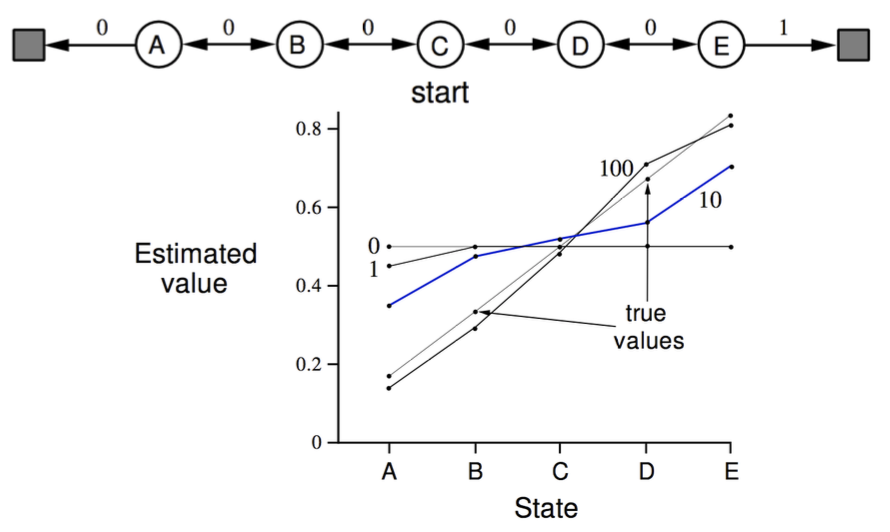 0 0 0 0 0 1
A B C D E
start
0.8
100
0.6
10
Estimated
value
0
1
0.4
true
values
0.2
0
A B C D E
State